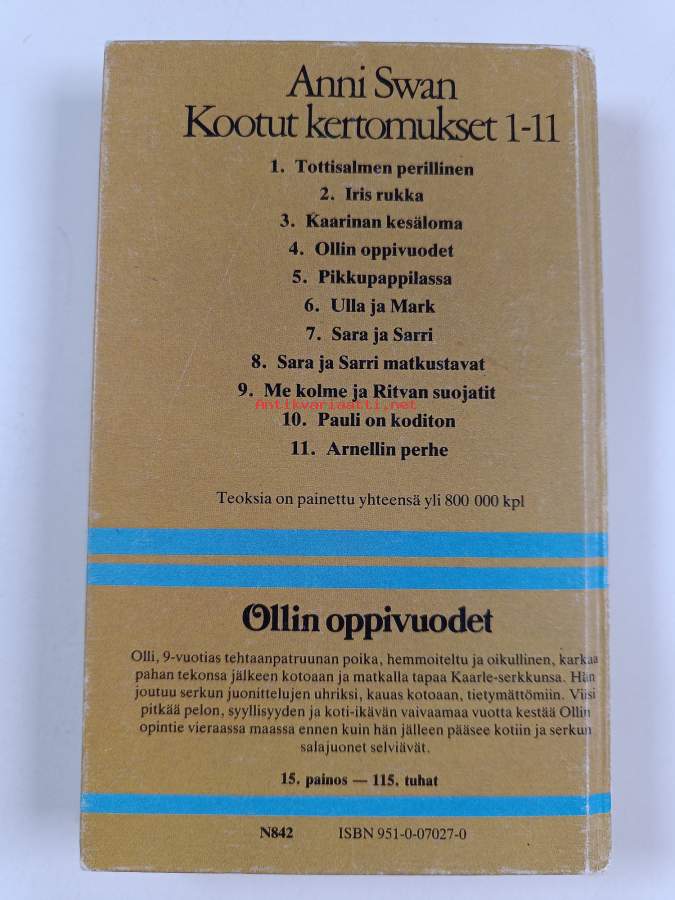 Anni Swan
Kootut kertomukset 1-11
1. Tottisalmen perillinen
2. Iris rukka
3. Kaarinan kesäloma
4. Ollin oppivuodet
5. Pikkupappilassa
6. Ulla ja Mark
7. Sara ja Sarri
8. Sara ja Sarri matkustavat
9. Me kolme ja Ritvan suojatit
Antikvariaatti.net
10. Pauli on koditon
11. Arnellin perhe
Teoksia on painettu yhteensä yli 800 000 kpl
Ollin oppivuodet
Olli, 9-vuotias tehtaanpatruunan poika, hemmoiteltu ja oikullinen, karkaa
pahan tekonsa jälkeen kotoaan ja matkalla tapaa Kaarle-serkkunsa. Hän
joutuu serkun juonittelujen uhriksi, kauas kotoaan, tietymättömiin. Viisi
pitkää pelon, syyllisyyden ja koti-ikävän vaivaamaa vuotta kestää Ollin
opintie vieraassa maassa ennen kuin hän jälleen pääsee kotiin ja serkun
salajuonet selviävät.
15. painos — 115. tuhat
N842 ISBN 951-0-07027-0